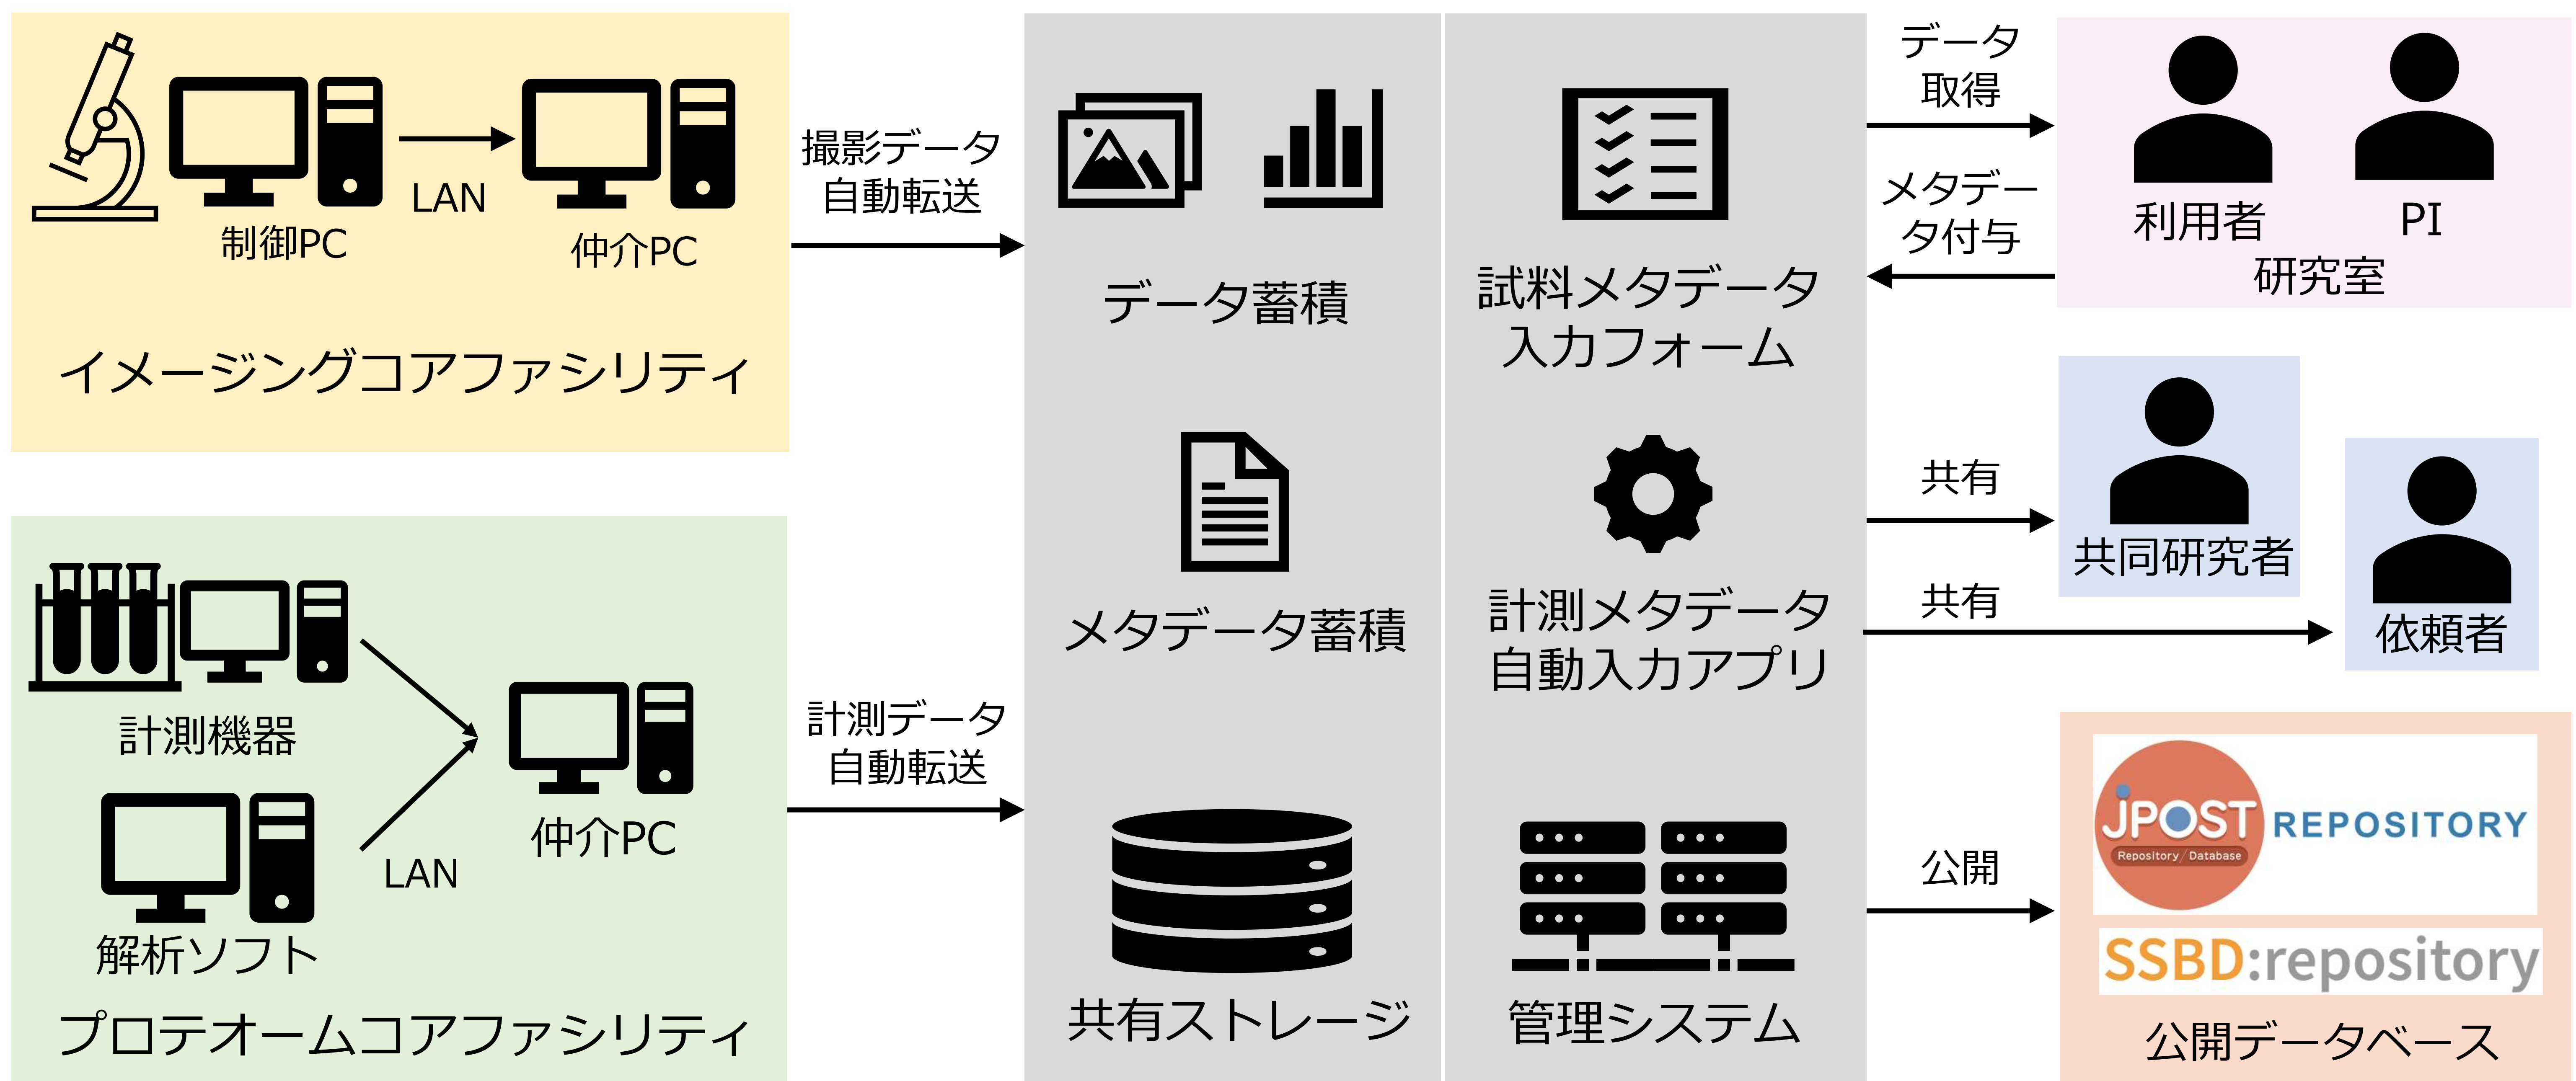 制御PC
LAN
仲介PC
イメージングコアファシリティ
撮影データ
自動転送
計測機器
解析ソフト
LAN
仲介PC
プロテオームコアファシリティ
計測データ
自動転送
データ蓄積
メタデータ蓄積
共有ストレージ
試料メタデータ
入力フォーム
計測メタデータ
自動入力アプリ
管理システム
データ
取得
メタデー
タ付与
利用者
PI
研究室
共有
共同研究者
共有
依頼者
公開
jPOST
Repository/Database
REPOSITORY
SSBD:repository
公開データベース